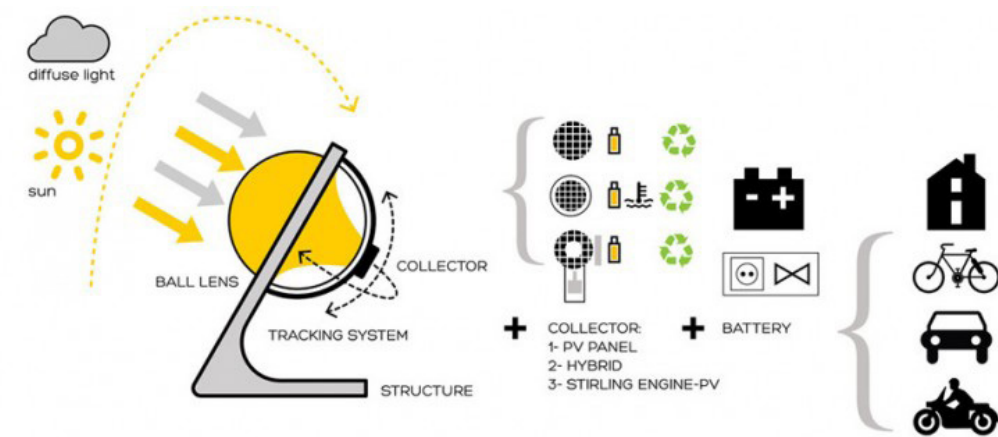 diffuse light
sun
BALL LENS
COLLECTOR
TRACKING SYSTEM
STRUCTURE
+ COLLECTOR:
1- PV PANEL
2- HYBRID
3- STIRLING ENGINE-PV
+ BATTERY
- +